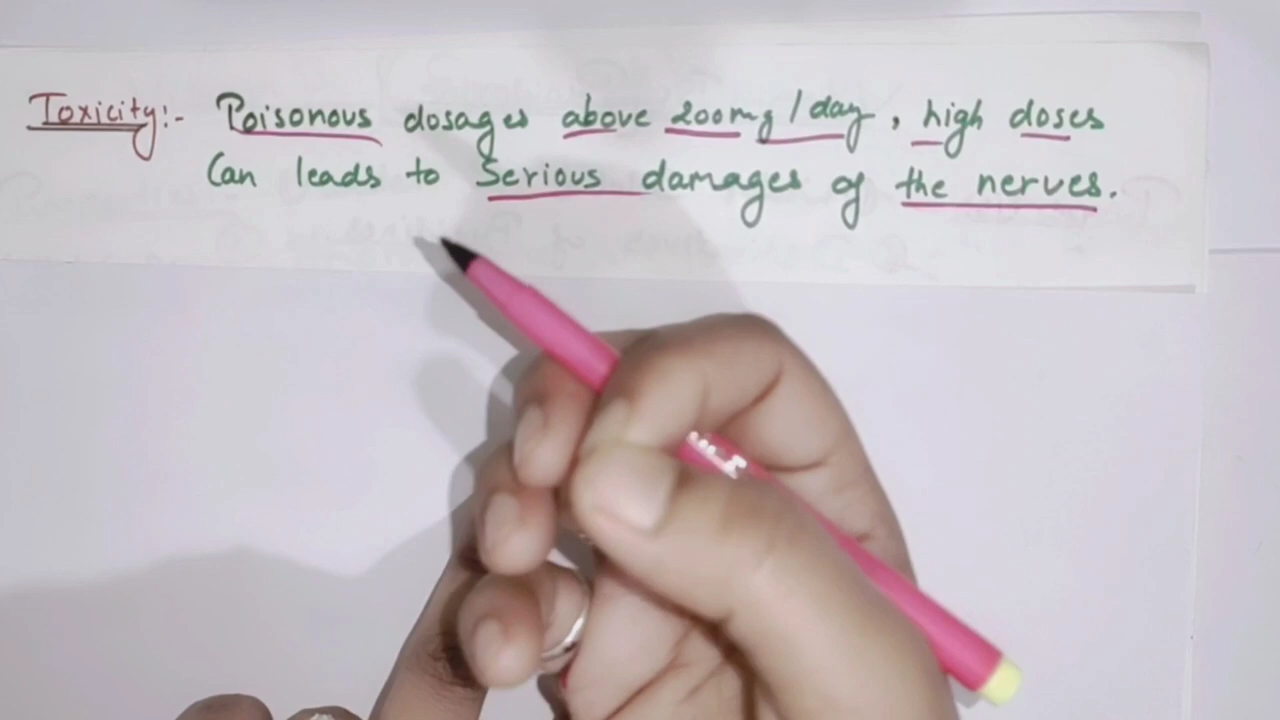 Toxicity:- Poisonous dosages above 200mg/day, high doses
Can leads to Serious damages of the nerves.